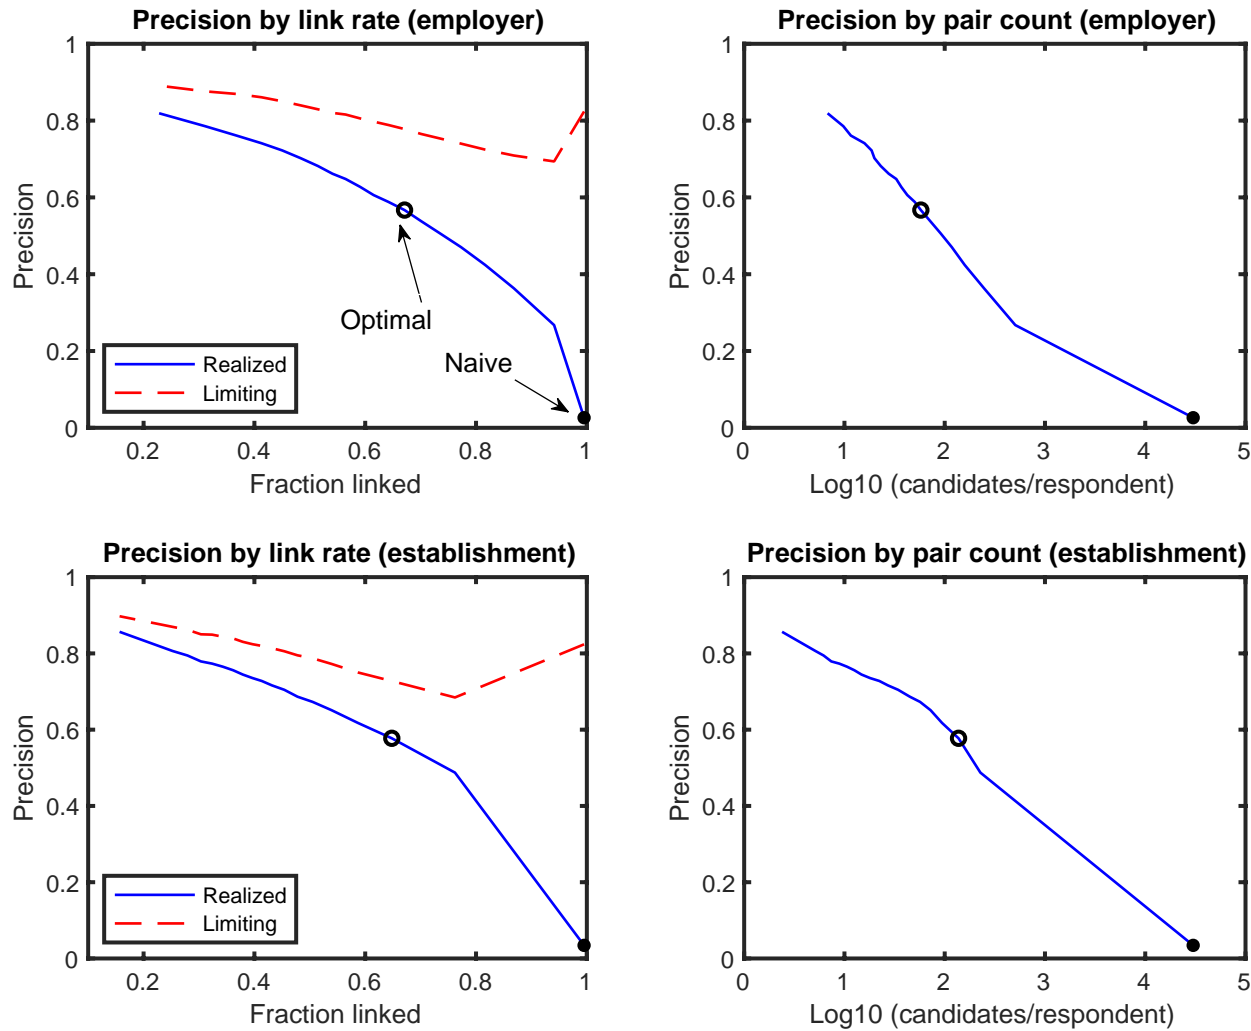 Precision by link rate (employer)
Precision
1
0.8
0.6
0.4
0.2
0
0.2
0.4
0.6
0.8
1
Fraction linked
Optimal
Naive
Realized
Limiting
Precision by pair count (employer)
Precision
1
0.8
0.6
0.4
0.2
0
0
1
2
3
4
5
Log10 (candidates/respondent)
Precision by link rate (establishment)
Precision
1
0.8
0.6
0.4
0.2
0
0.2
0.4
0.6
0.8
1
Fraction linked
Realized
Limiting
Precision by pair count (establishment)
Precision
1
0.8
0.6
0.4
0.2
0
0
1
2
3
4
5
Log10 (candidates/respondent)